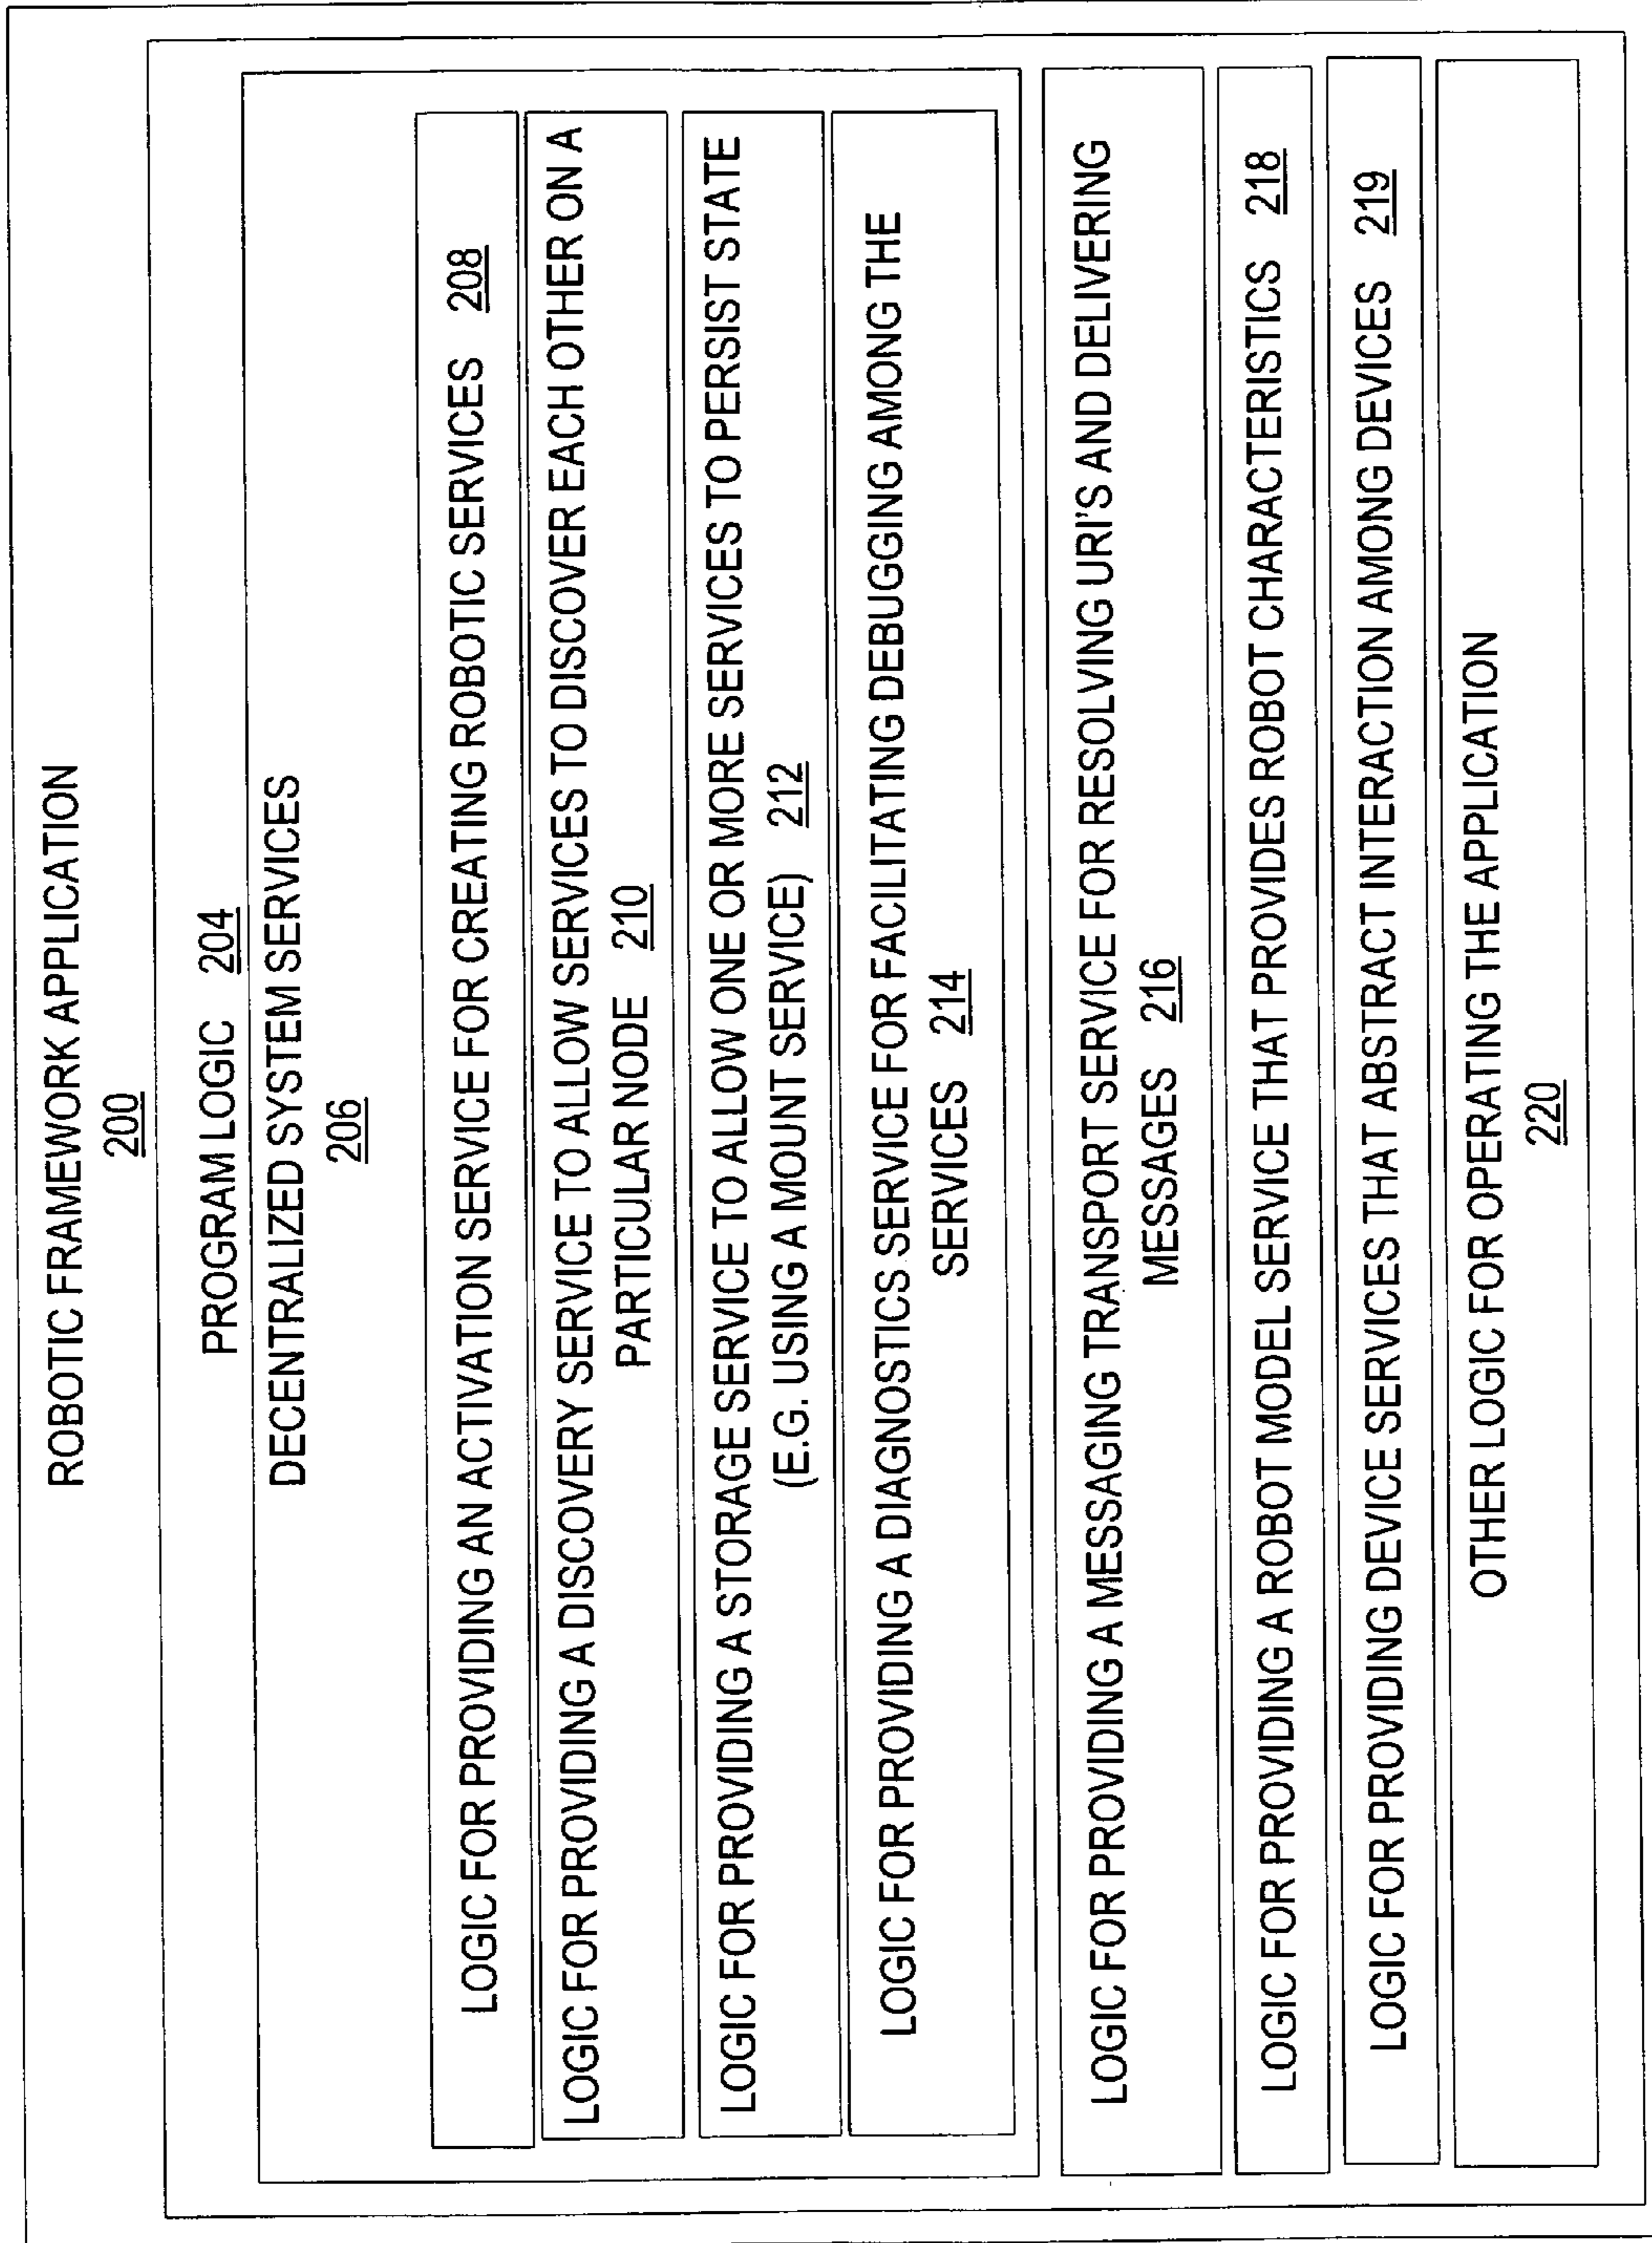 ROBOTIC FRAMEWORK APPLICATION
200
PROGRAM LOGIC 204
DECENTRALIZED SYSTEM SERVICES
206
LOGIC FOR PROVIDING AN ACTIVATION SERVICE FOR CREATING ROBOTIC SERVICES 208
LOGIC FOR PROVIDING A DISCOVERY SERVICE TO ALLOW SERVICES TO DISCOVER EACH OTHER ON A
PARTICULAR NODE 210
LOGIC FOR PROVIDING A STORAGE SERVICE TO ALLOW ONE OR MORE SERVICES TO PERSIST STATE
(E.G. USING A MOUNT SERVICE) 212
LOGIC FOR PROVIDING A DIAGNOSTICS SERVICE FOR FACILITATING DEBUGGING AMONG THE
SERVICES 214
LOGIC FOR PROVIDING A MESSAGING TRANSPORT SERVICE FOR RESOLVING URI'S AND DELIVERING
MESSAGES 216
LOGIC FOR PROVIDING A ROBOT MODEL SERVICE THAT PROVIDES ROBOT CHARACTERISTICS 218
LOGIC FOR PROVIDING DEVICE SERVICES THAT ABSTRACT INTERACTION AMONG DEVICES 219
OTHER LOGIC FOR OPERATING THE APPLICATION
220